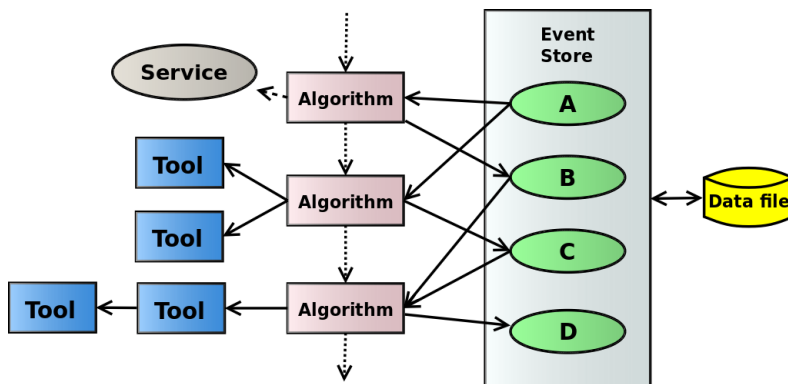 Event
Store
Service
Algorithm
A
Tool
B
Algorithm
Data file
Tool
C
Tool
Tool
Algorithm
D